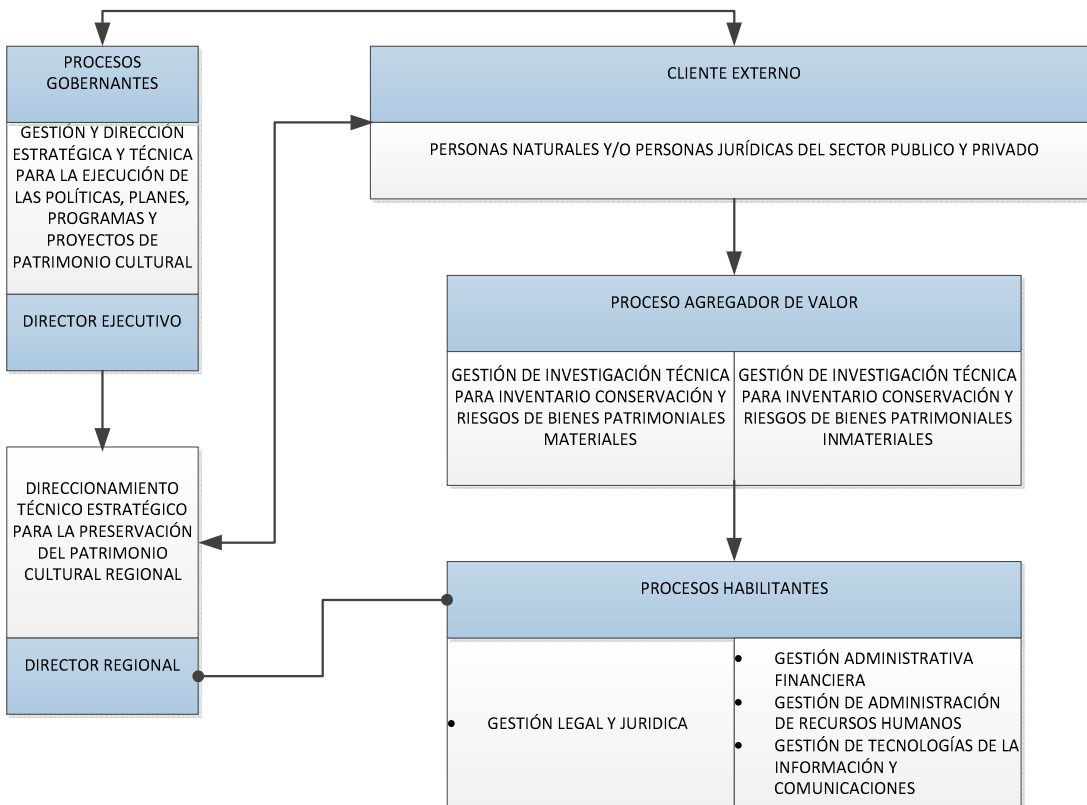 PROCESOS
GOBERNANTES
GESTIÓN Y DIRECCIÓN
ESTRATÉGICA Y TÉCNICA
PARA LA EJECUCIÓN DE
LAS POLÍTICAS, PLANES,
PROGRAMAS Y
PROYECTOS DE
PATRIMONIO CULTURAL
DIRECTOR EJECUTIVO
DIRECCIONAMIENTO
TÉCNICO ESTRATÉGICO
PARA LA PRESERVACIÓN
DEL PATRIMONIO
CULTURAL REGIONAL
DIRECTOR REGIONAL
CLIENTE EXTERNO
PERSONAS NATURALES Y/O PERSONAS JURÍDICAS DEL SECTOR PUBLICO Y PRIVADO
PROCESO AGREGADOR DE VALOR
GESTIÓN DE INVESTIGACIÓN TÉCNICA
PARA INVENTARIO CONSERVACIÓN Y
RIESGOS DE BIENES PATRIMONIALES
MATERIALES
GESTIÓN DE INVESTIGACIÓN TÉCNICA
PARA INVENTARIO CONSERVACIÓN Y
RIESGOS DE BIENES PATRIMONIALES
INMATERIALES
PROCESOS HABILITANTES
• GESTIÓN LEGAL Y JURIDICA
• GESTIÓN ADMINISTRATIVA
FINANCIERA
• GESTIÓN DE ADMINISTRACIÓN
DE RECURSOS HUMANOS
• GESTIÓN DE TECNOLOGÍAS DE LA
INFORMACIÓN Y
COMUNICACIONES